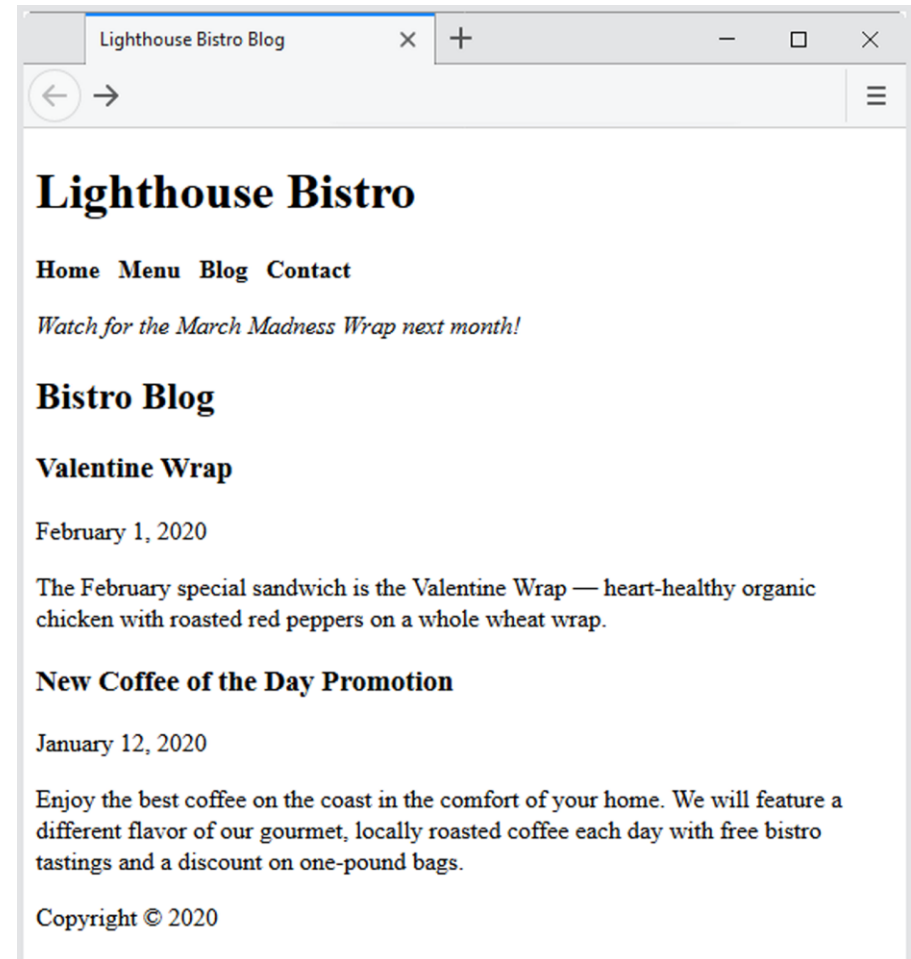 Lighthouse Bistro Blog
Lighthouse Bistro
Home Menu Blog Contact
Watch for the March Madness Wrap next month!
Bistro Blog
Valentine Wrap
February 1, 2020
The February special sandwich is the Valentine Wrap — heart-healthy organic
chicken with roasted red peppers on a whole wheat wrap.
New Coffee of the Day Promotion
January 12, 2020
Enjoy the best coffee on the coast in the comfort of your home. We will feature a
different flavor of our gourmet, locally roasted coffee each day with free bistro
tastings and a discount on one-pound bags.
Copyright © 2020